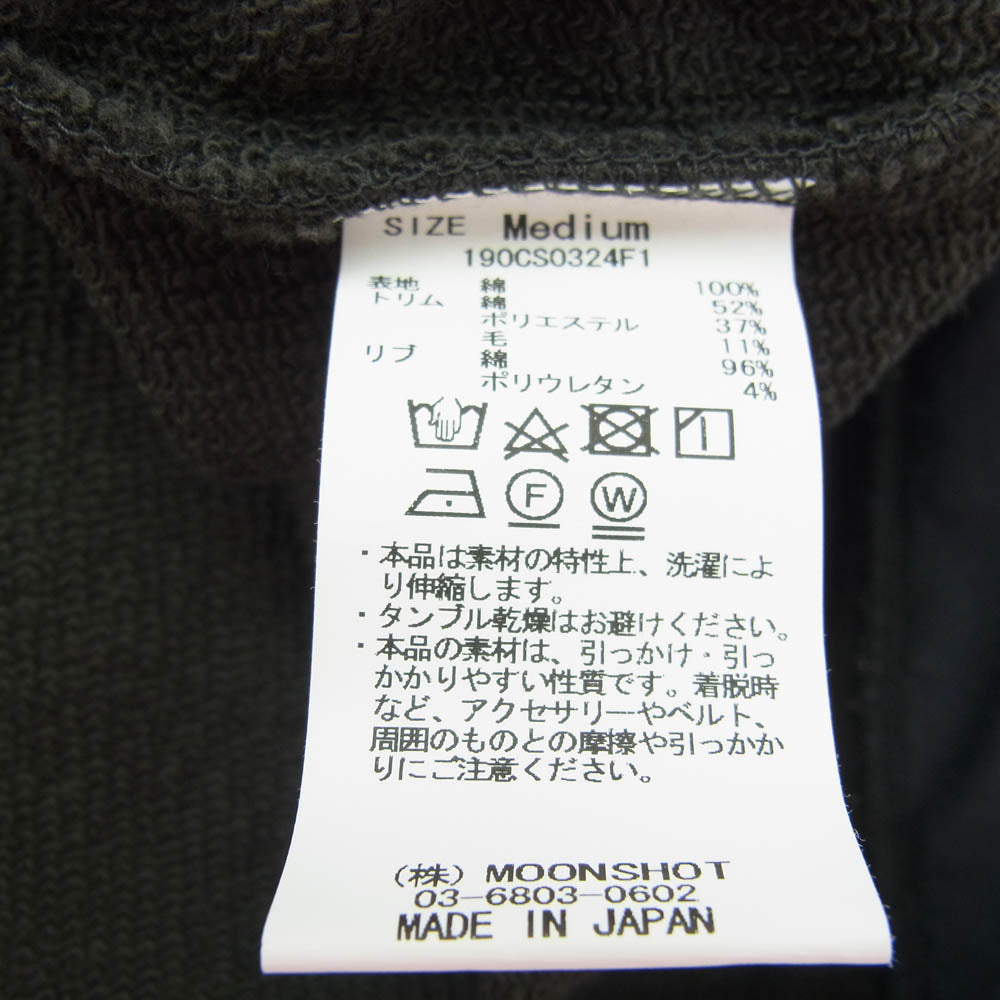 SIZE Medium
190CS0324F1
表地 綿 100%
トリム 綿 52%
ポリエステル 37%
毛 11%
リブ 綿 96%
ポリウレタン 4%
F W
・本品は素材の特性上、洗濯によ
り伸縮します。
・タンブル乾燥はお避けください。
・本品の素材は、引っかけ・引っ
かかりやすい性質です。着脱時
など、アクセサリーやベルト、
周囲のものとの摩擦や引っかか
りにご注意ください。
(株) MOONSHOT
03-6803-0602
MADE IN JAPAN